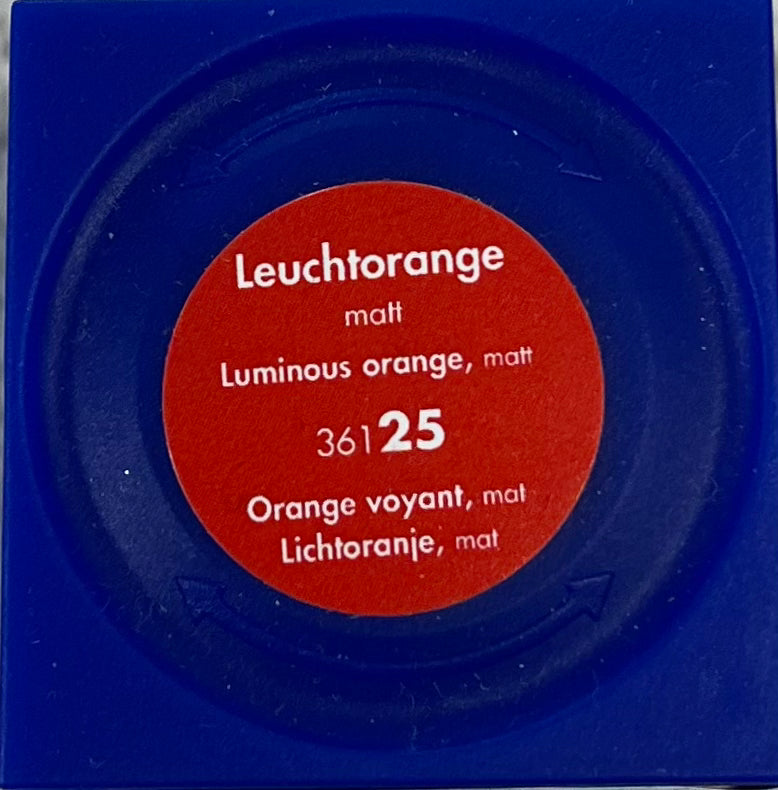 Leuchtorange
matt
Luminous orange, matt
36125
Orange voyant, mat
Lichtoranje, mat